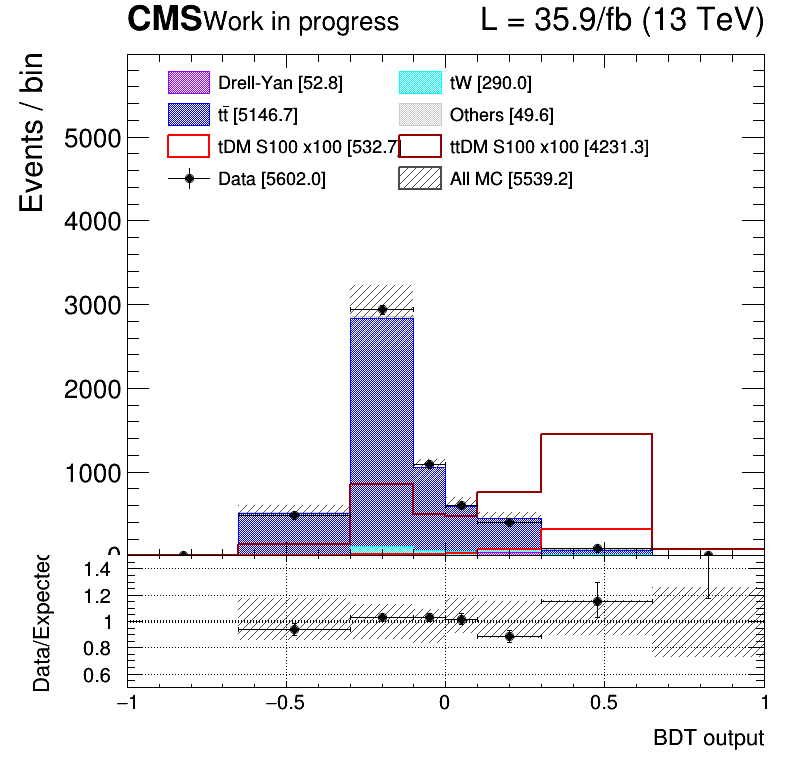 CMS Work in progress L = 35.9/fb (13 TeV)
Events / bin
Drell-Yan [52.8] tW [290.0]
tt̄ [5146.7] Others [49.6]
tDM S100 x100 [532.7] ttDM S100 x100 [4231.3]
Data [5602.0] All MC [5539.2]
5000
4000
3000
2000
1000
0
Data/Expected
1.4
1.2
1
0.8
0.6
−1 −0.5 0 0.5 1
BDT output